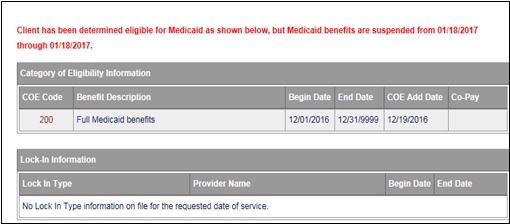 Client has been determined eligible for Medicaid as shown below, but Medicaid benefits are suspended from 01/18/2017
through 01/18/2017.
Category of Eligibility Information
COE Code Benefit Description Begin Date End Date COE Add Date Co-Pay
200 Full Medicaid benefits 12/01/2016 12/31/9999 12/19/2016
Lock-In Information
Lock In Type Provider Name Begin Date End Date
No Lock In Type information on file for the requested date of service.